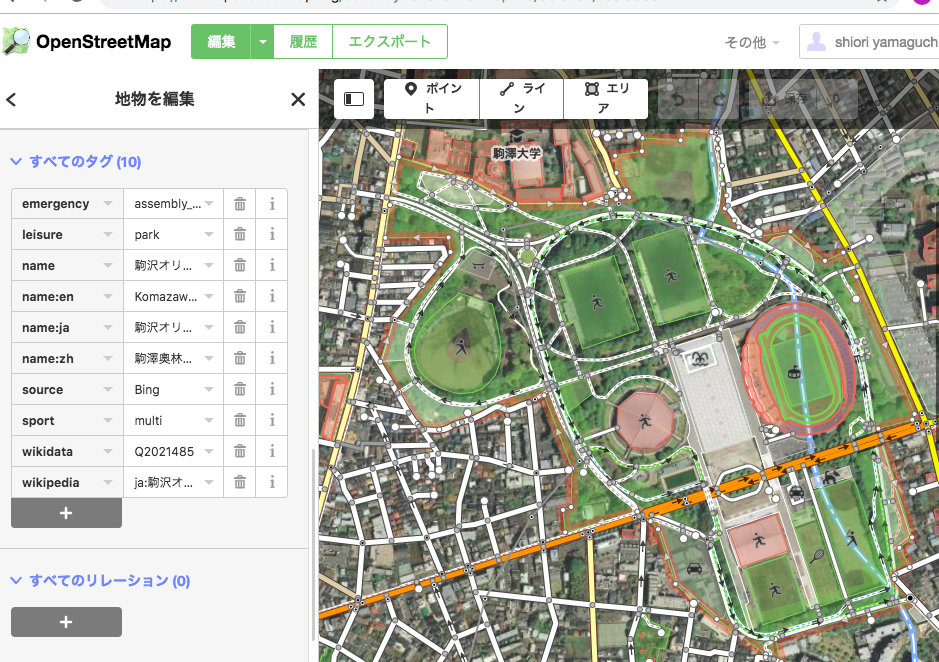 OpenStreetMap
編集
履歴
エクスポート
その他
shiori yamaguch
地物を編集
ポイント
ライン
エリア
保存
0
すべてのタグ (10)
emergency assembly_...
leisure park
name 駒沢オリ...
name:en Komazaw...
name:ja 駒沢オリ...
name:zh 駒澤奧林...
source Bing
sport multi
wikidata Q2021485
wikipedia ja:駒沢オ...
+
すべてのリレーション (0)
+
駒澤大学